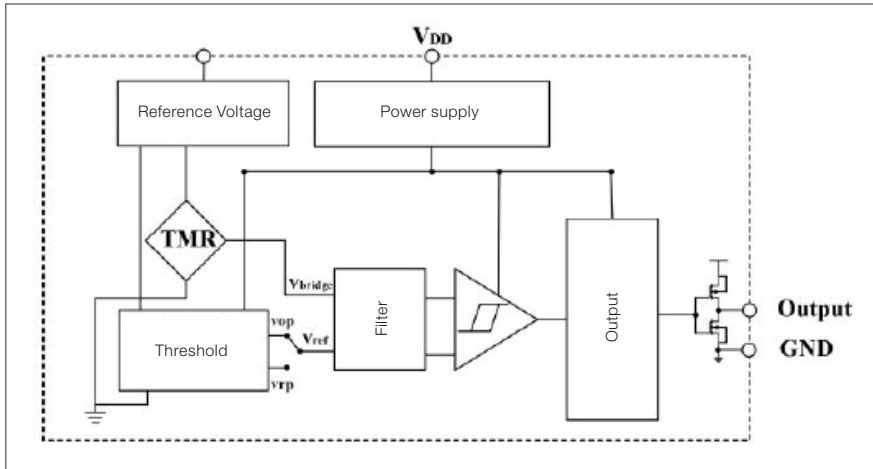 VDD
Reference Voltage
Power supply
TMR
Vbridge
Filter
Output
Output
GND
Threshold
vop
Vref
vrp